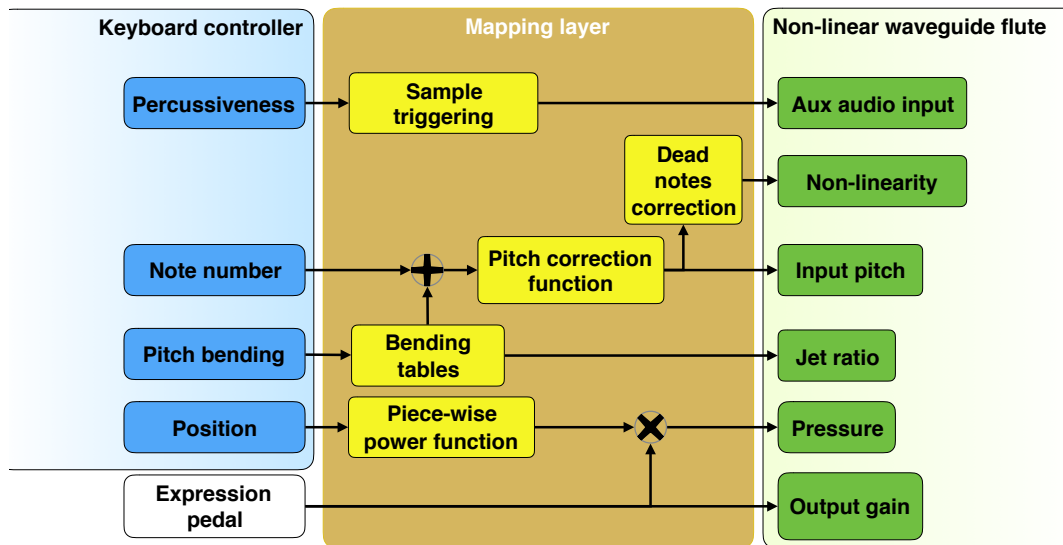 Keyboard controller
Mapping layer
Non-linear waveguide flute
Percussiveness
Sample
triggering
Aux audio input
Dead
notes
correction
Non-linearity
Note number
Pitch correction
function
Input pitch
Pitch bending
Bending
tables
Jet ratio
Position
Piece-wise
power function
Pressure
Expression
pedal
Output gain